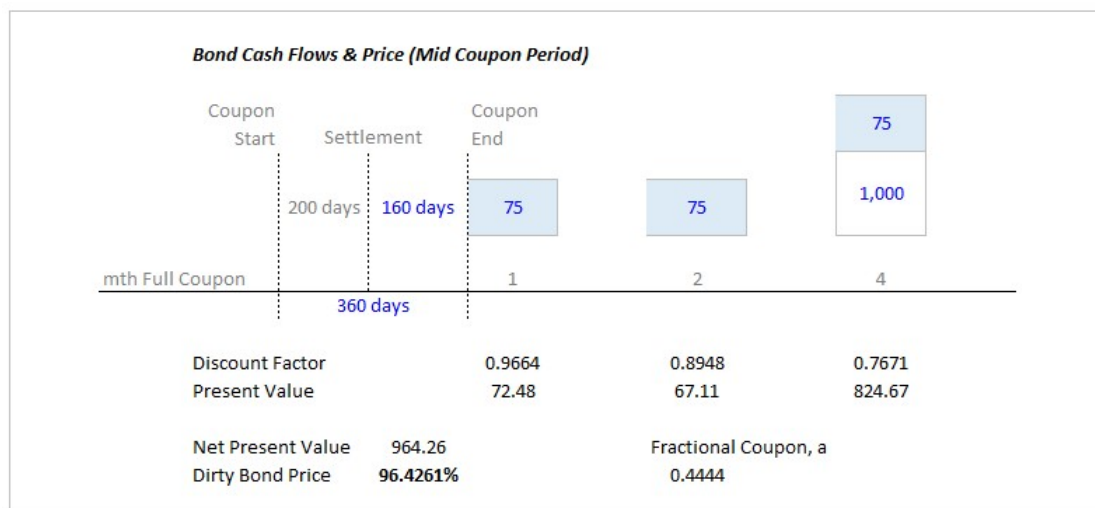 Bond Cash Flows & Price (Mid Coupon Period)
Coupon Start
Settlement
Coupon End
75
200 days
160 days
75
75
1,000
mth Full Coupon 1 2 4
360 days
Discount Factor 0.9664 0.8948 0.7671
Present Value 72.48 67.11 824.67
Net Present Value 964.26 Fractional Coupon, a
Dirty Bond Price 96.4261% 0.4444